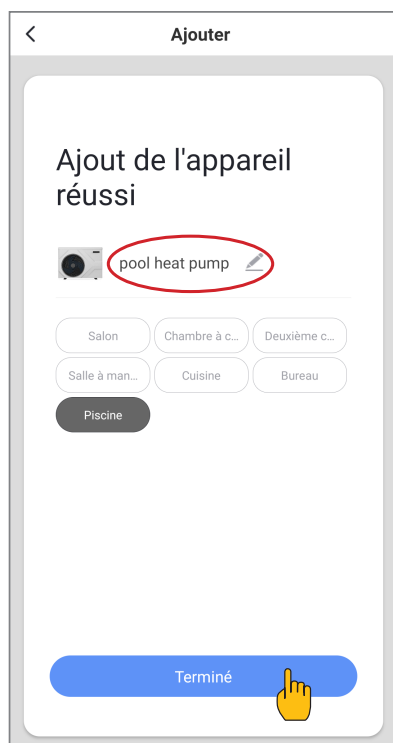 Ajouter
Ajout de l'appareil
réussi
pool heat pump
Salon
Chambre à c...
Deuxième c...
Salle à man...
Cuisine
Bureau
Piscine
Terminé